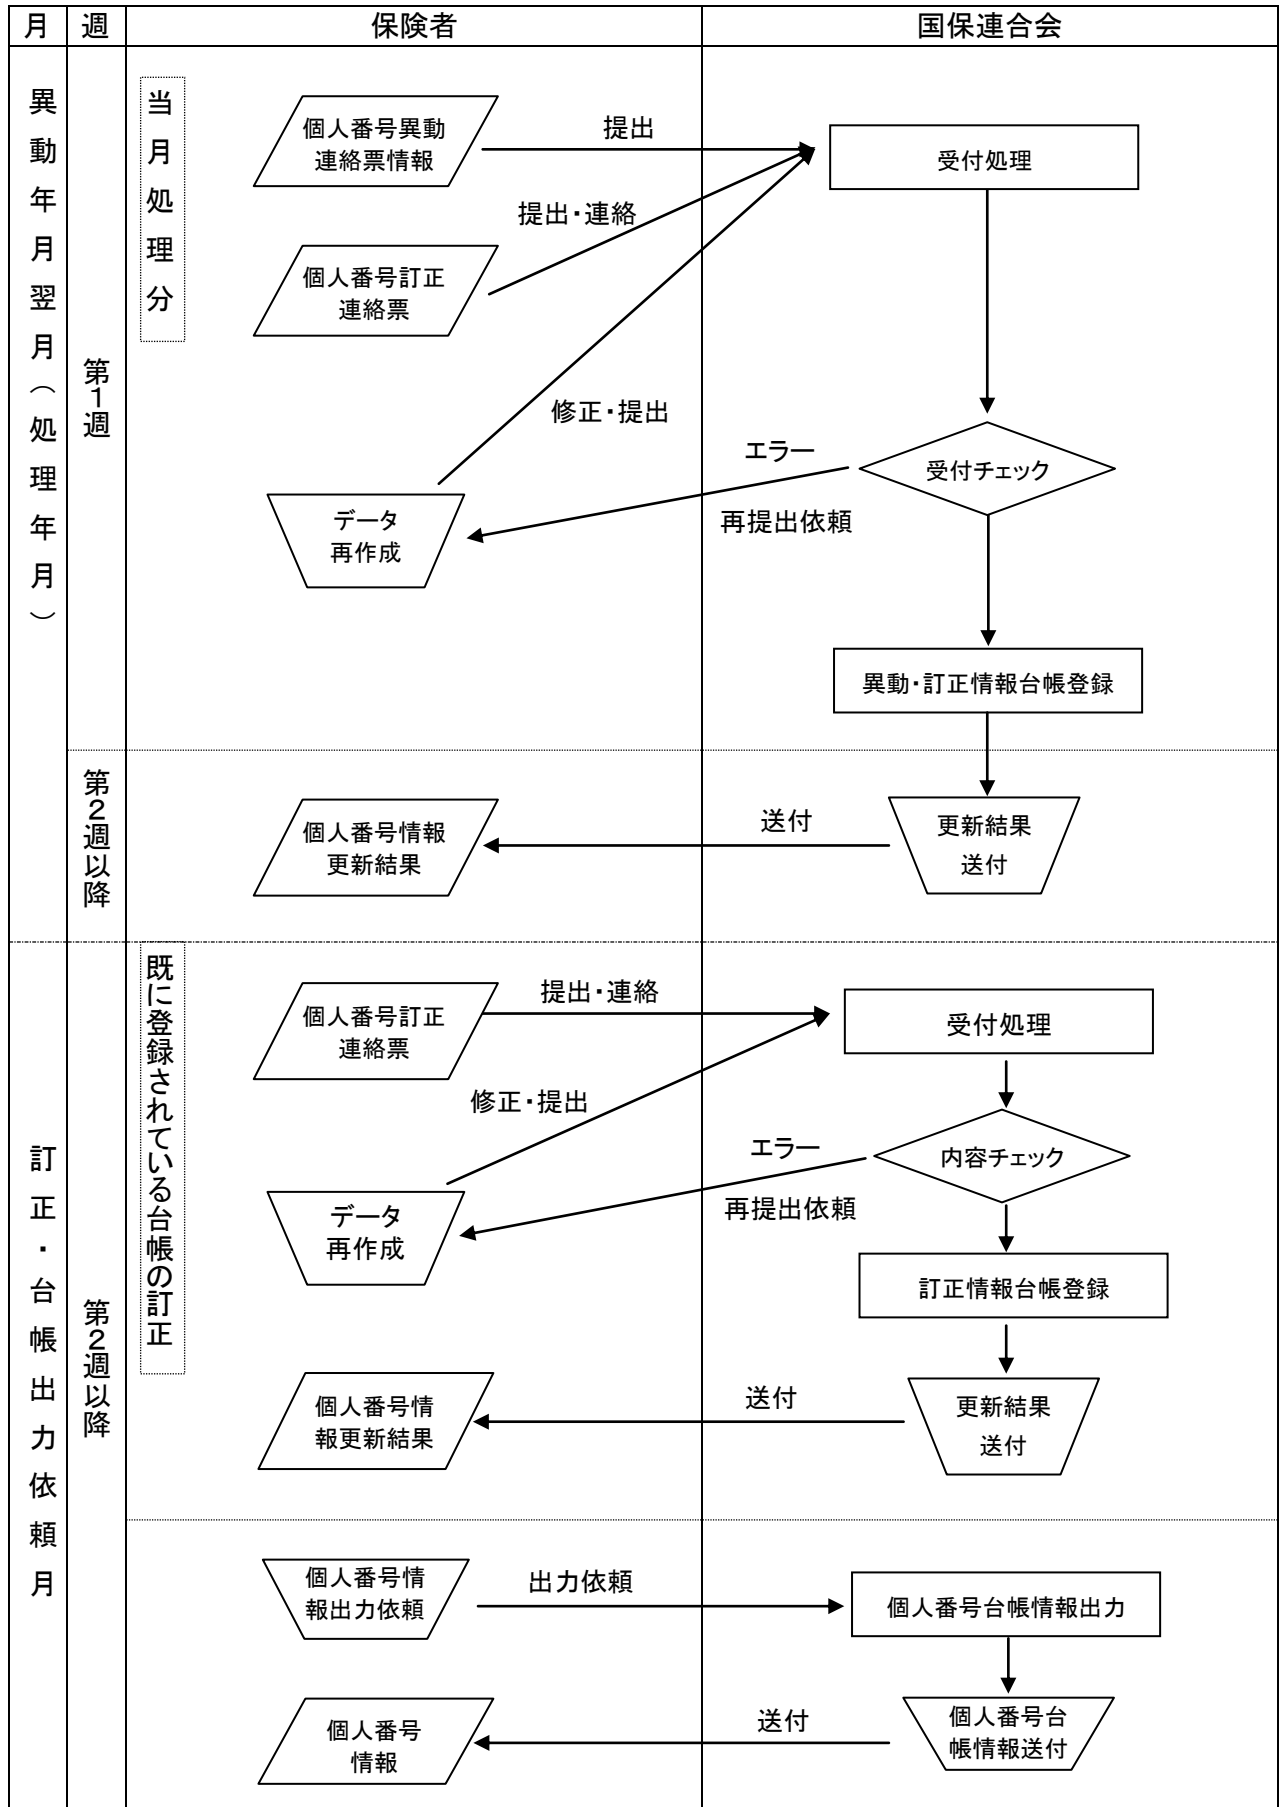 月
週
保険者
国保連合会
異動年月翌月（処理年月）
第1週
当月処理分
個人番号異動
連絡票情報
提出
受付処理
提出・連絡
個人番号訂正
連絡票
修正・提出
エラー
受付チェック
再提出依頼
データ
再作成
異動・訂正情報台帳登録
第2週以降
個人番号情報
更新結果
送付
更新結果
送付
訂正・台帳出力依頼月
第2週以降
既に登録されている台帳の訂正
個人番号訂正
連絡票
提出・連絡
受付処理
修正・提出
エラー
内容チェック
再提出依頼
データ
再作成
訂正情報台帳登録
個人番号情
報更新結果
送付
更新結果
送付
個人番号情
報出力依頼
出力依頼
個人番号台帳情報出力
個人番号
情報
送付
個人番号台
帳情報送付